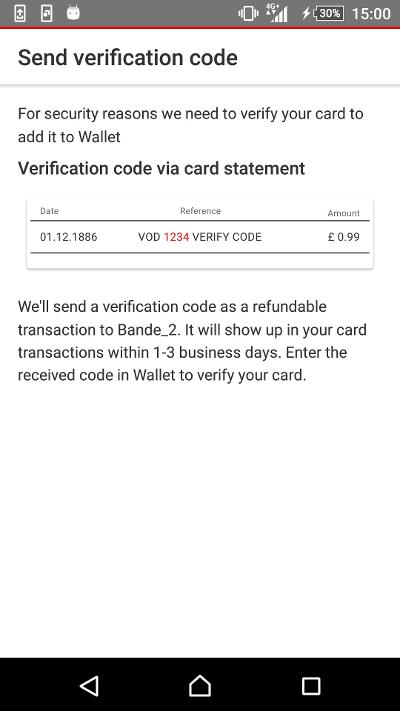 4G+ 30% 15:00
Send verification code
For security reasons we need to verify your card to
add it to Wallet
Verification code via card statement
Date Reference Amount
01.12.1886 VOD 1234 VERIFY CODE £ 0.99
We'll send a verification code as a refundable
transaction to Bande_2. It will show up in your card
transactions within 1-3 business days. Enter the
received code in Wallet to verify your card.